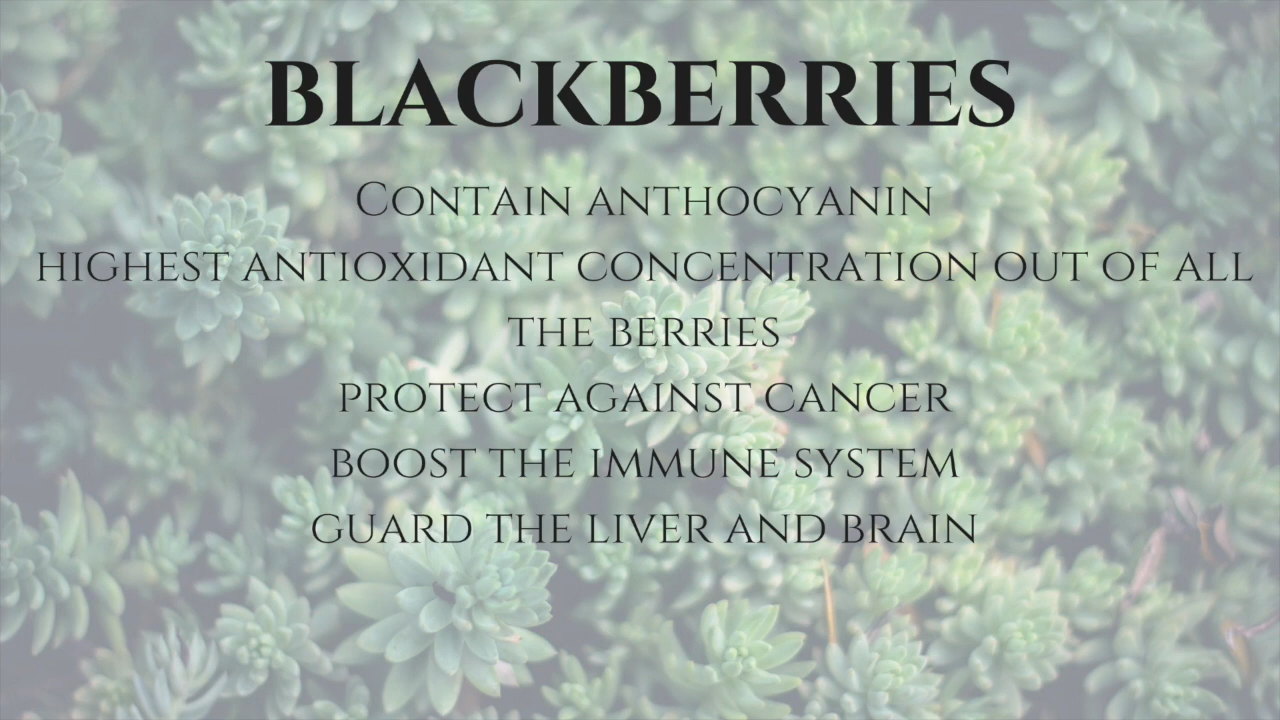 BLACKBERRIES
CONTAIN ANTHOCYANIN
HIGHEST ANTIOXIDANT CONCENTRATION OUT OF ALL
THE BERRIES
PROTECT AGAINST CANCER
BOOST THE IMMUNE SYSTEM
GUARD THE LIVER AND BRAIN